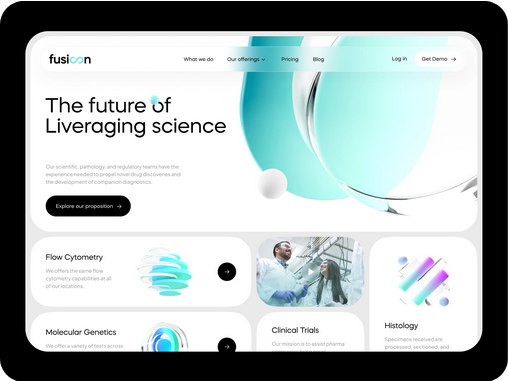 fusion
What we do
Our offerings
Pricing
Blog
Log in
Get Demo
The future of
Liveraging science
Our scientific, pathology, and regulatory teams have the
experience needed to propel novel drug discoveries and
the development of companion diagnostics.
Explore our proposition
Flow Cytometry
We offers the same flow
cytometry capabilities at all
of our locations.
Molecular Genetics
We offer a variety of tests across
Clinical Trials
Our mission is to assist pharma
Histology
Specimens received are
processed, sectioned, and